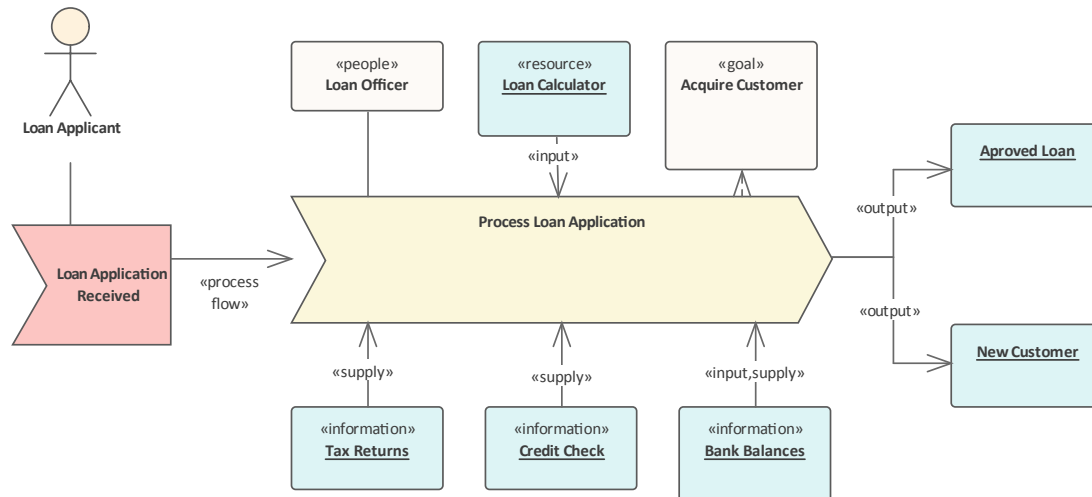 Loan Applicant
«people»
Loan Officer
«resource»
Loan Calculator
«goal»
Acquire Customer
Aproved Loan
«input»
«output»
Process Loan Application
Loan Application
Received
«process
flow»
«output»
New Customer
«supply»
«supply»
«input,supply»
«information»
Tax Returns
«information»
Credit Check
«information»
Bank Balances